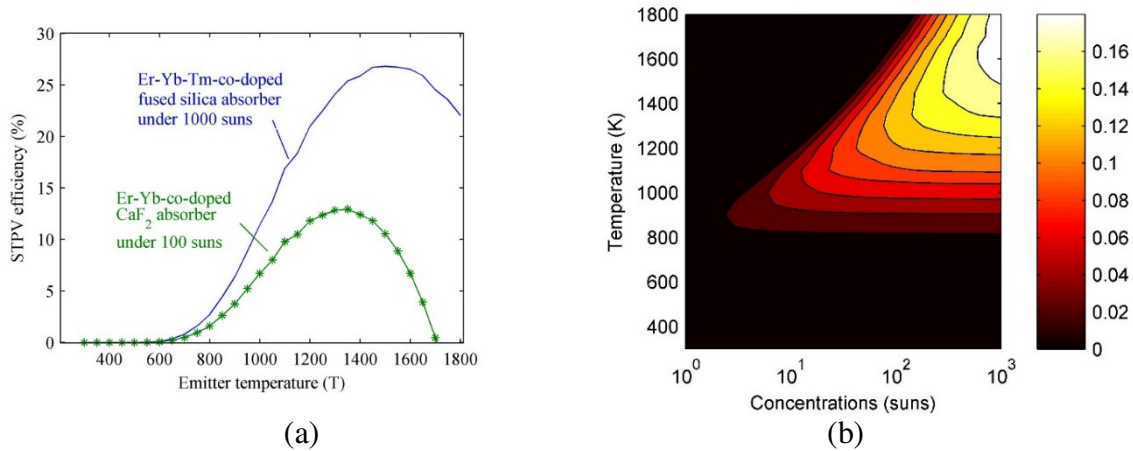 30
25
20
15
10
5
0
STPV efficiency (%)
Er-Yb-Tm-co-doped
fused silica absorber
under 1000 suns
Er-Yb-co-doped
CaF2 absorber
under 100 suns
400 600 800 1000 1200 1400 1600 1800
Emitter temperature (T)
(a)
1800
1600
1400
1200
1000
800
600
400
Temperature (K)
10^0 10^1 10^2 10^3
Concentrations (suns)
0.16
0.14
0.12
0.1
0.08
0.06
0.04
0.02
0
(b)